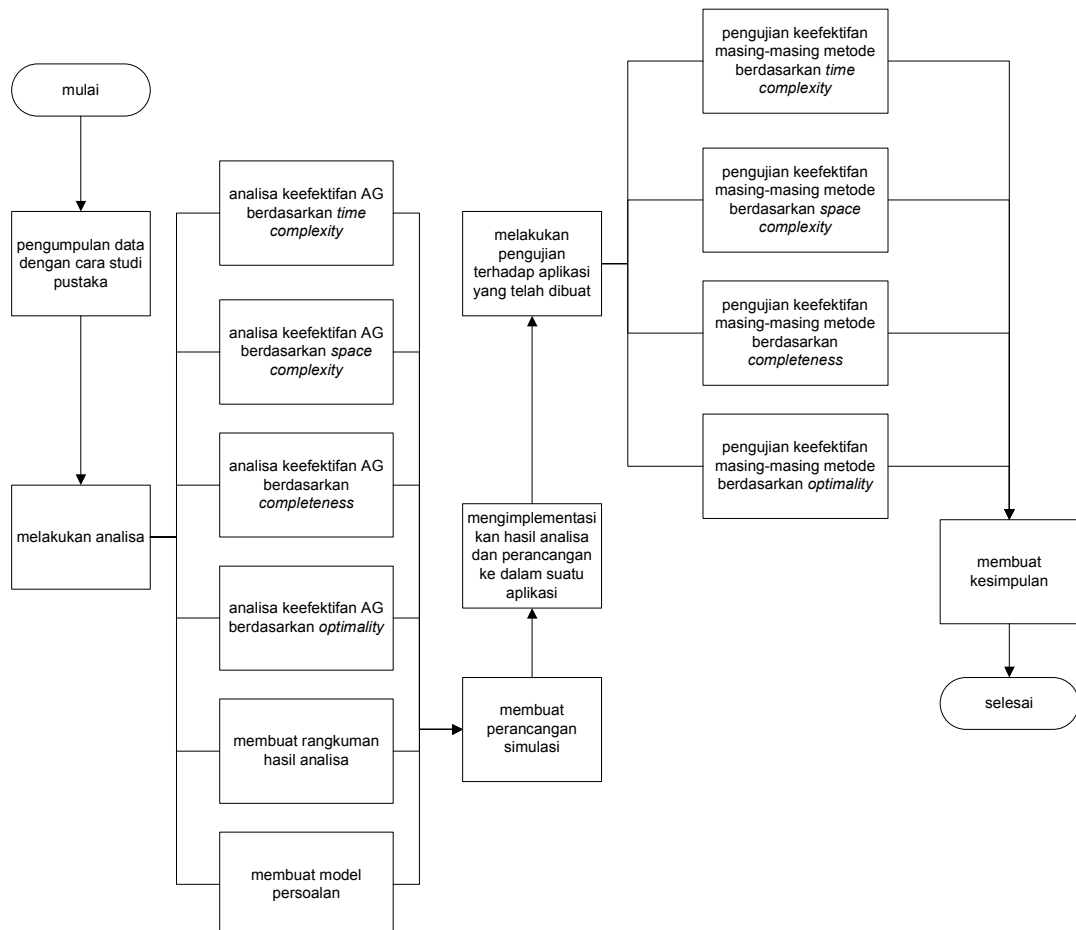 mulai
pengumpulan data
dengan cara studi
pustaka
melakukan analisa
analisa keefektifan AG
berdasarkan time
complexity
analisa keefektifan AG
berdasarkan space
complexity
analisa keefektifan AG
berdasarkan
completeness
analisa keefektifan AG
berdasarkan optimality
membuat rangkuman
hasil analisa
membuat model
persoalan
membuat
perancangan
simulasi
mengimplementasi
kan hasil analisa
dan perancangan
ke dalam suatu
aplikasi
melakukan
pengujian
terhadap aplikasi
yang telah dibuat
pengujian keefektifan
masing-masing metode
berdasarkan time
complexity
pengujian keefektifan
masing-masing metode
berdasarkan space
complexity
pengujian keefektifan
masing-masing metode
berdasarkan
completeness
pengujian keefektifan
masing-masing metode
berdasarkan optimality
membuat
kesimpulan
selesai